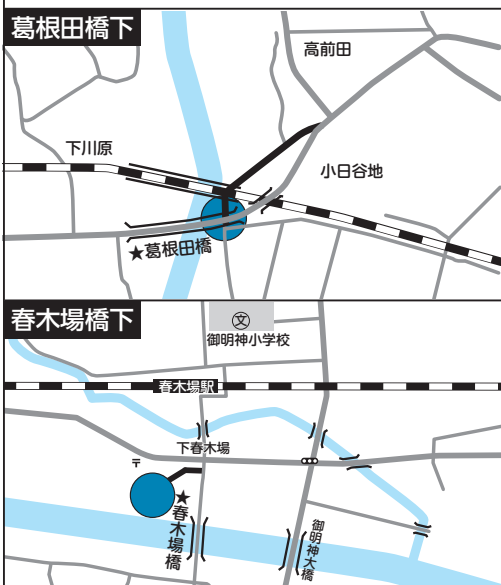 葛根田橋下
高前田
下川原
小日谷地
★葛根田橋
春木場橋下
文
御明神小学校
春木場駅
下春木場
〒
★春木場橋
御明神大橋